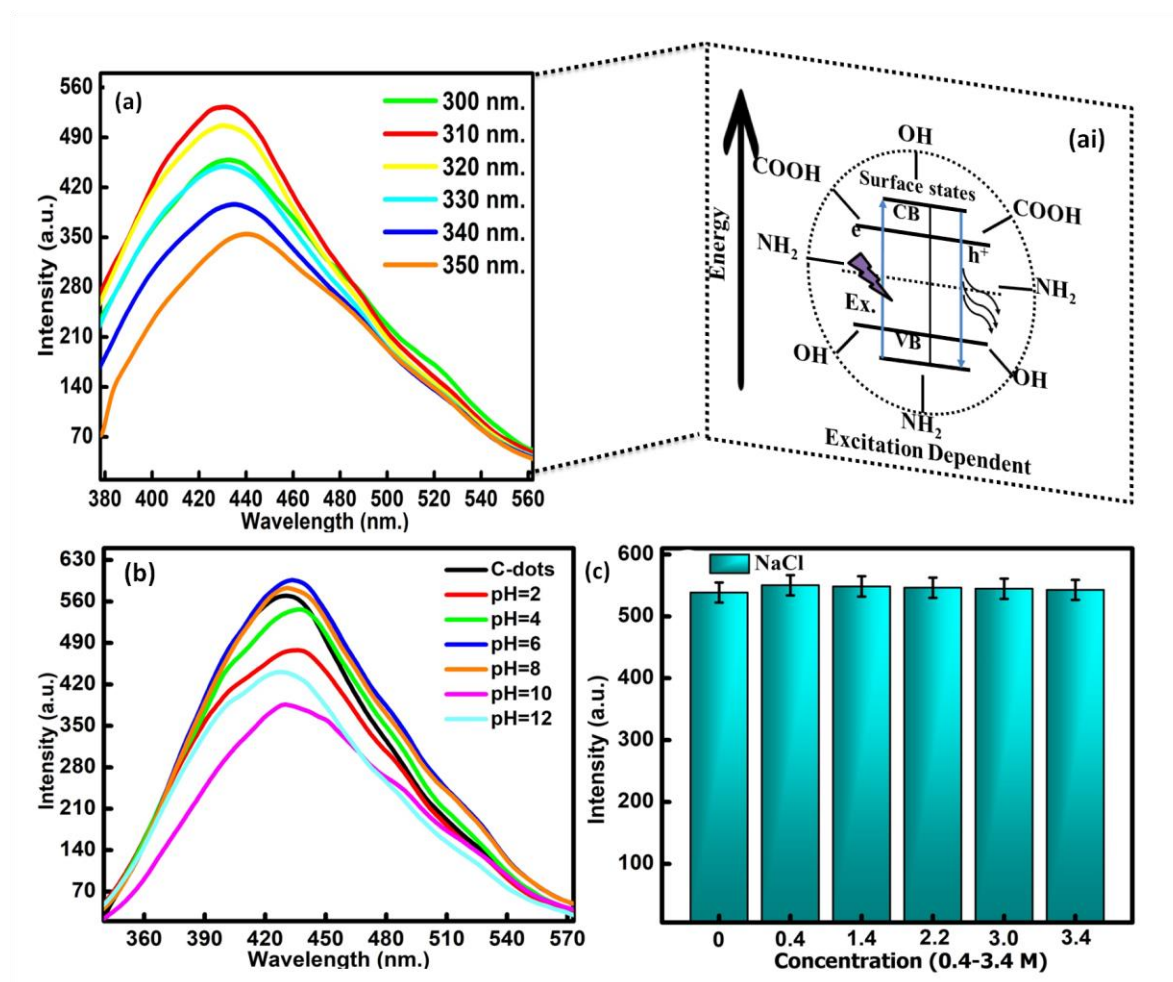 (a)
560
490
420
350
280
210
140
70
Intensity (a.u.)
300 nm.
310 nm.
320 nm.
330 nm.
340 nm.
350 nm.
380 400 420 440 460 480 500 520 540 560
Wavelength (nm.)
(ai)
Energy
OH
COOH
Surface states
CB
COOH
e
h+
NH2
NH2
Ex.
VB
OH
OH
NH2
Excitation Dependent
(b)
630
560
490
420
350
280
210
140
70
Intensity (a.u.)
C-dots
pH=2
pH=4
pH=6
pH=8
pH=10
pH=12
360 390 420 450 480 510 540 570
Wavelength (nm.)
(c)
NaCl
600
500
400
300
200
100
Intensity (a.u.)
0 0.4 1.4 2.2 3.0 3.4
Concentration (0.4-3.4 M)